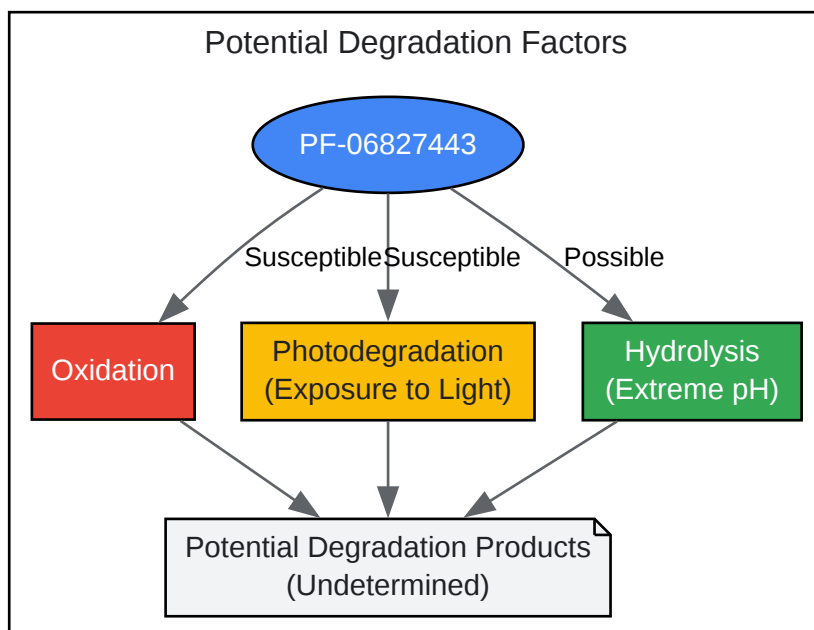 Potential Degradation Factors
PF-06827443
Susceptible
Susceptible
Possible
Oxidation
Photodegradation
(Exposure to Light)
Hydrolysis
(Extreme pH)
Potential Degradation Products
(Undetermined)